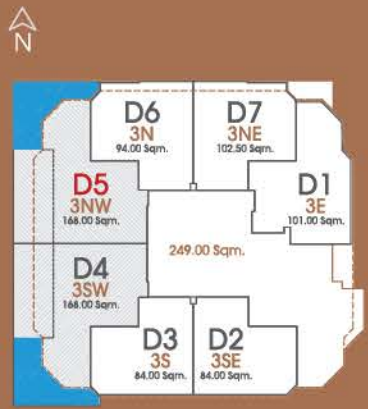 N
D6
3N
94.00 Sqm.
D7
3NE
102.50 Sqm.
D5
3NW
168.00 Sqm.
D1
3E
101.00 Sqm.
249.00 Sqm.
D4
3SW
168.00 Sqm.
D3
3S
84.00 Sqm.
D2
3SE
84.00 Sqm.